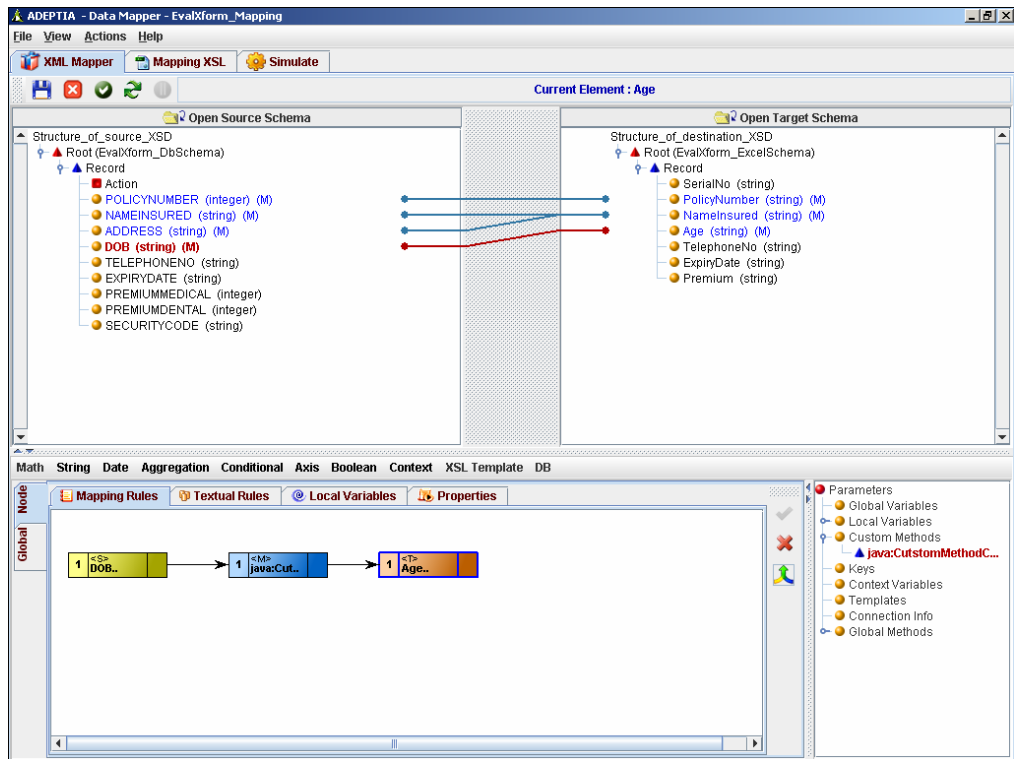 ADEPTIA - Data Mapper - EvalXform_Mapping
File View Actions Help
XML Mapper Mapping XSL Simulate
Current Element : Age
Open Source Schema
Structure_of_source_XSD
Root (EvalXform_DbSchema)
Record
Action
POLICYNUMBER (integer) (M)
NAMEINSURED (string) (M)
ADDRESS (string) (M)
DOB (string) (M)
TELEPHONENO (string)
EXPIRYDATE (string)
PREMIUMMEDICAL (integer)
PREMIUMDENTAL (integer)
SECURITYCODE (string)
Open Target Schema
Structure_of_destination_XSD
Root (EvalXform_ExcelSchema)
Record
SerialNo (string)
PolicyNumber (string) (M)
NameInsured (string) (M)
Age (string) (M)
TelephoneNo (string)
ExpiryDate (string)
Premium (string)
Math String Date Aggregation Conditional Axis Boolean Context XSL Template DB
Node
Global
Mapping Rules Textual Rules Local Variables Properties
1 <S> DOB..
1 <M> java:Cut..
1 <T> Age..
Parameters
Global Variables
Local Variables
Custom Methods
java:CutstomMethodC...
Keys
Context Variables
Templates
Connection Info
Global Methods